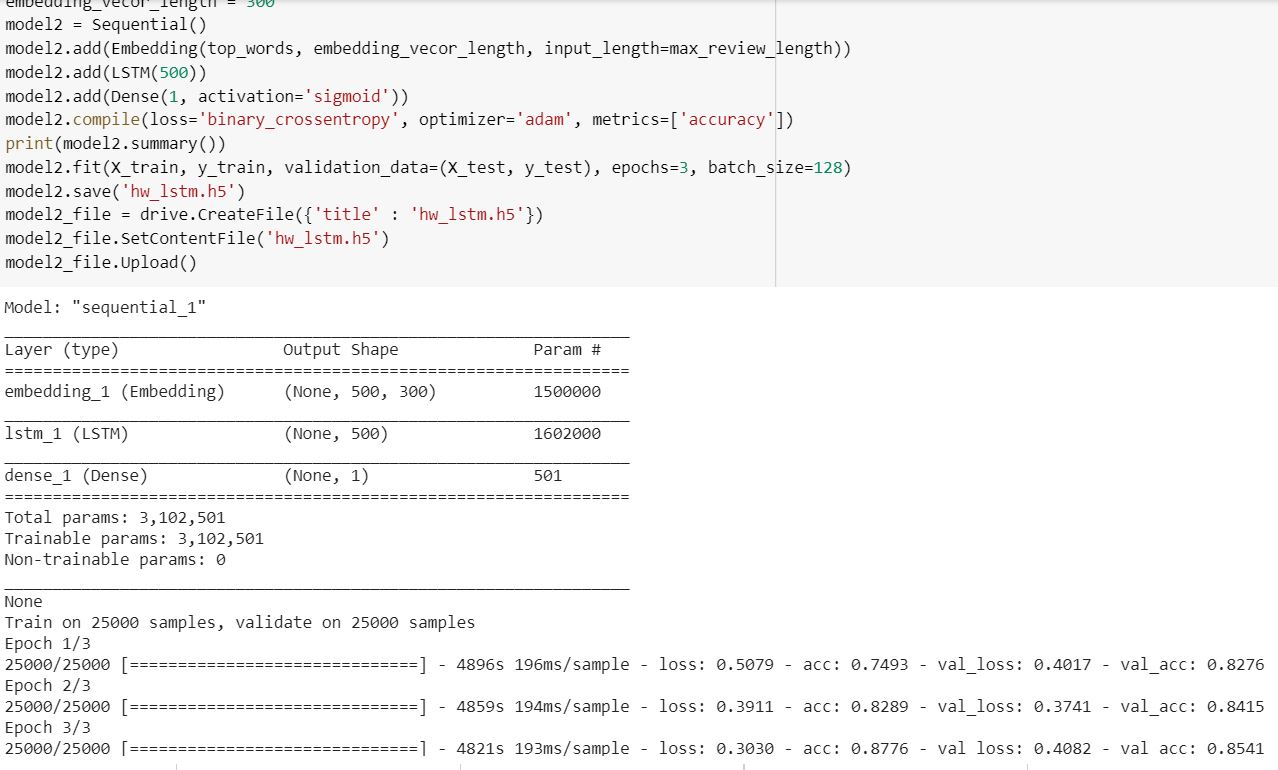 embedding_vecor_length = 300
model2 = Sequential()
model2.add(Embedding(top_words, embedding_vecor_length, input_length=max_review_length))
model2.add(LSTM(500))
model2.add(Dense(1, activation='sigmoid'))
model2.compile(loss='binary_crossentropy', optimizer='adam', metrics=['accuracy'])
print(model2.summary())
model2.fit(X_train, y_train, validation_data=(X_test, y_test), epochs=3, batch_size=128)
model2.save('hw_lstm.h5')
model2_file = drive.CreateFile({'title' : 'hw_lstm.h5'})
model2_file.SetContentFile('hw_lstm.h5')
model2_file.Upload()
Model: "sequential_1"
_________________________________________________________________
Layer (type)                 Output Shape              Param #
=================================================================
embedding_1 (Embedding)      (None, 500, 300)          1500000
_________________________________________________________________
lstm_1 (LSTM)                (None, 500)               1602000
_________________________________________________________________
dense_1 (Dense)              (None, 1)                 501
=================================================================
Total params: 3,102,501
Trainable params: 3,102,501
Non-trainable params: 0
_________________________________________________________________
None
Train on 25000 samples, validate on 25000 samples
Epoch 1/3
25000/25000 [==============================] - 4896s 196ms/sample - loss: 0.5079 - acc: 0.7493 - val_loss: 0.4017 - val_acc: 0.8276
Epoch 2/3
25000/25000 [==============================] - 4859s 194ms/sample - loss: 0.3911 - acc: 0.8289 - val_loss: 0.3741 - val_acc: 0.8415
Epoch 3/3
25000/25000 [==============================] - 4821s 193ms/sample - loss: 0.3030 - acc: 0.8776 - val_loss: 0.4082 - val_acc: 0.8541